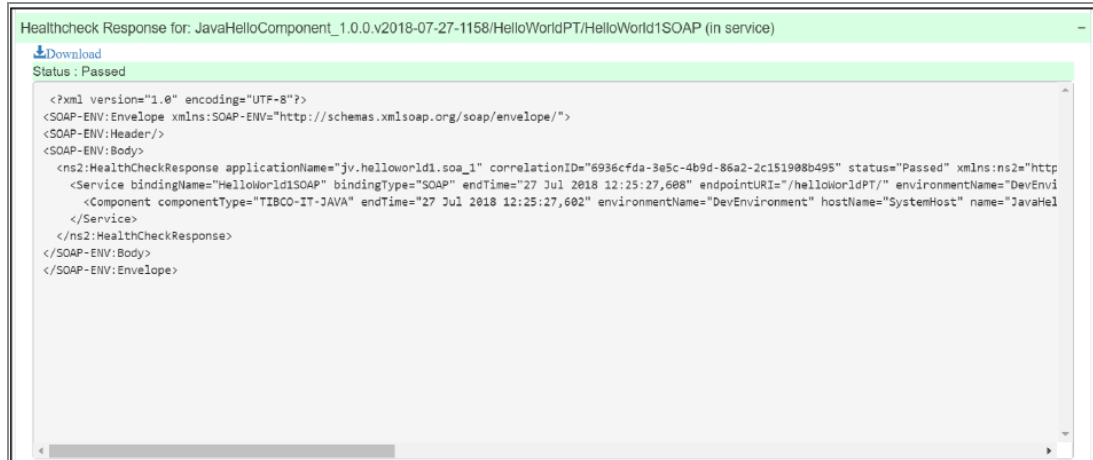 Healthcheck Response for: JavaHelloComponent_1.0.0.v2018-07-27-1158/HelloWorldPT/HelloWorld1SOAP (in service) −
Download
Status : Passed
<?xml version="1.0" encoding="UTF-8"?>
<SOAP-ENV:Envelope xmlns:SOAP-ENV="http://schemas.xmlsoap.org/soap/envelope/">
<SOAP-ENV:Header/>
<SOAP-ENV:Body>
<ns2:HealthCheckResponse applicationName="jv.helloworld1.soa_1" correlationID="6936cfda-3e5c-4b9d-86a2-2c151908b495" status="Passed" xmlns:ns2="http
<Service bindingName="HelloWorld1SOAP" bindingType="SOAP" endTime="27 Jul 2018 12:25:27,608" endpointURI="/helloWorldPT/" environmentName="DevEnvi
<Component componentType="TIBCO-IT-JAVA" endTime="27 Jul 2018 12:25:27,602" environmentName="DevEnvironment" hostName="SystemHost" name="JavaHel
</Service>
</ns2:HealthCheckResponse>
</SOAP-ENV:Body>
</SOAP-ENV:Envelope>